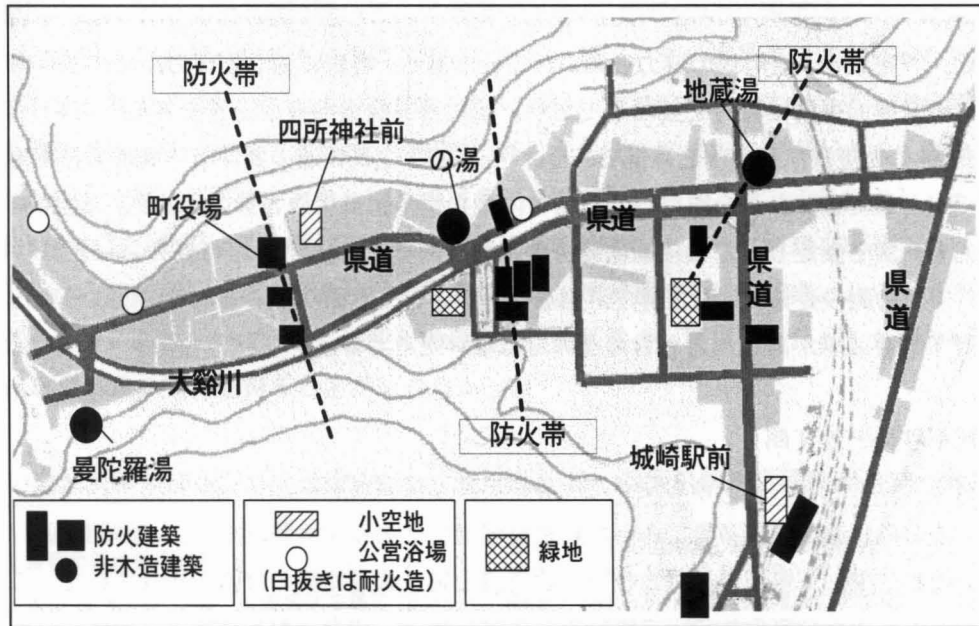 防火帯
防火帯
地蔵湯
四所神社前
一の湯
町役場
県道
県道
県道
県道
大谿川
防火帯
城崎駅前
曼陀羅湯
防火建築
非木造建築
小空地
公営浴場
(白抜きは耐火造)
緑地